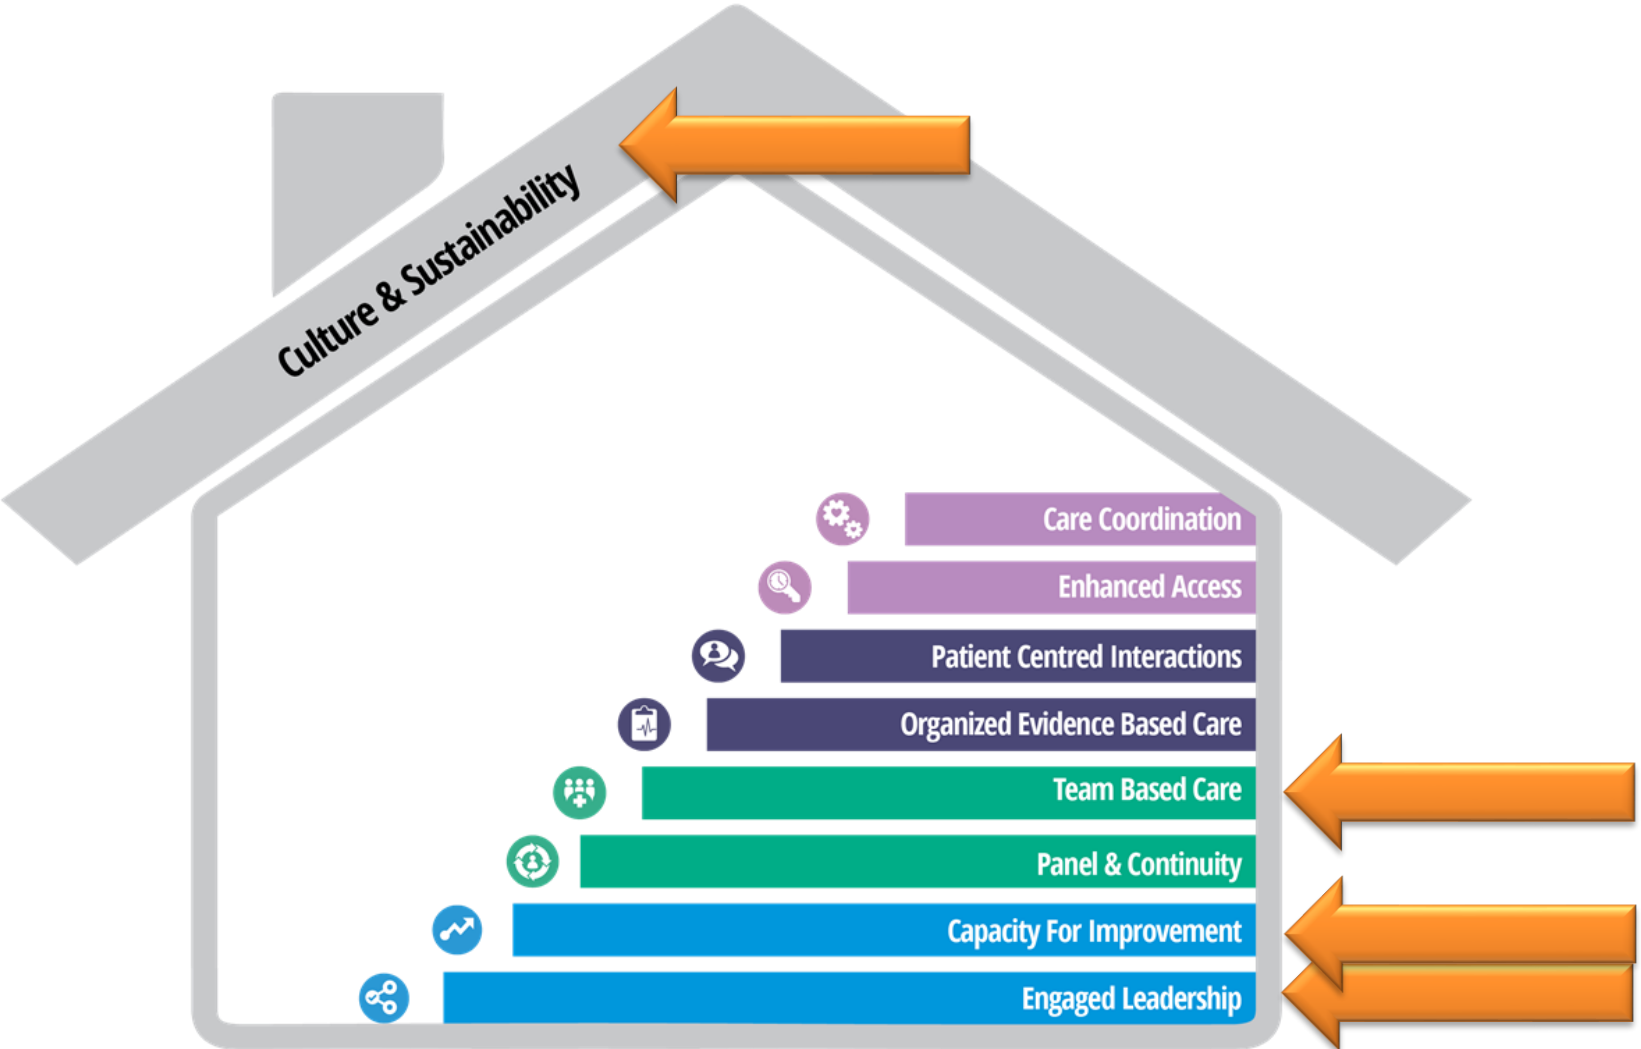 Culture & Sustainability
Care Coordination
Enhanced Access
Patient Centred Interactions
Organized Evidence Based Care
Team Based Care
Panel & Continuity
Capacity For Improvement
Engaged Leadership